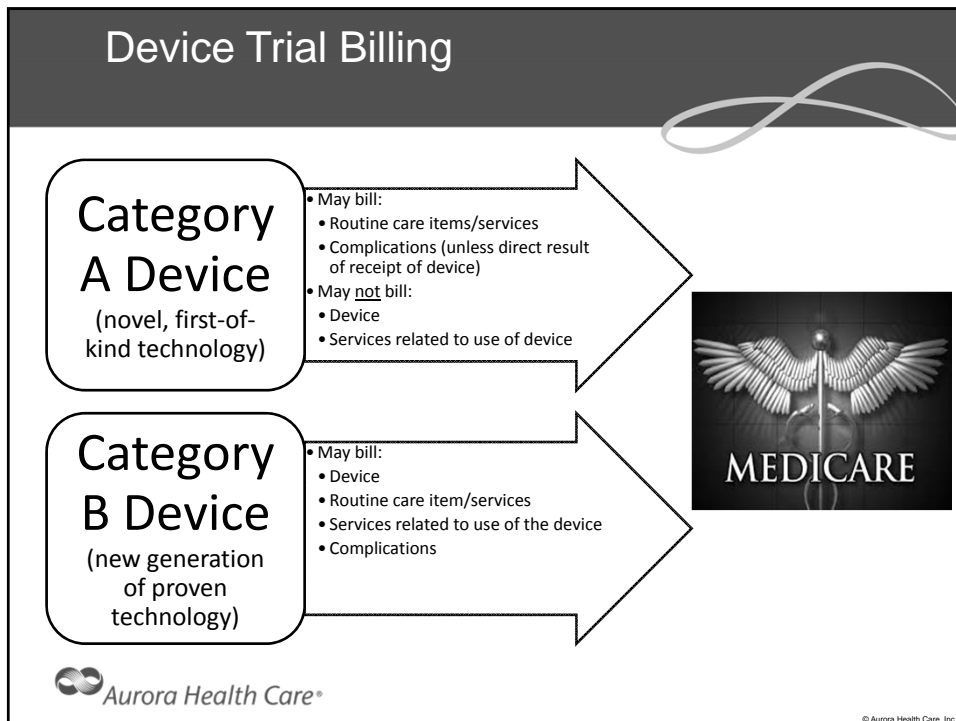 Device Trial Billing
Category
A Device
(novel, first-of-
kind technology)
• May bill:
• Routine care items/services
• Complications (unless direct result
of receipt of device)
• May not bill:
• Device
• Services related to use of device
Category
B Device
(new generation
of proven
technology)
• May bill:
• Device
• Routine care item/services
• Services related to use of the device
• Complications
MEDICARE
Aurora Health Care®
© Aurora Health Care, Inc.